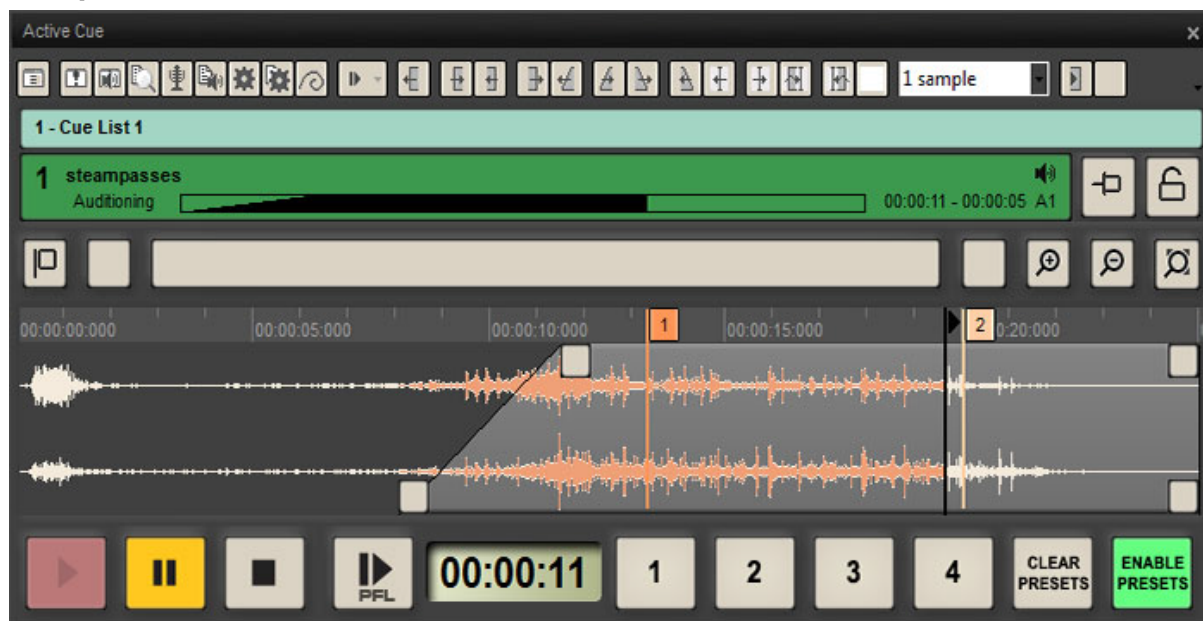 Active Cue
1 sample
1 - Cue List 1
1 steampasses
Auditioning 00:00:11 - 00:00:05 A1
00:00:00:000 00:00:05:000 00:00:10:000 1 00:00:15:000 2 0:20:000
PFL 00:00:11 1 2 3 4 CLEAR PRESETS ENABLE PRESETS